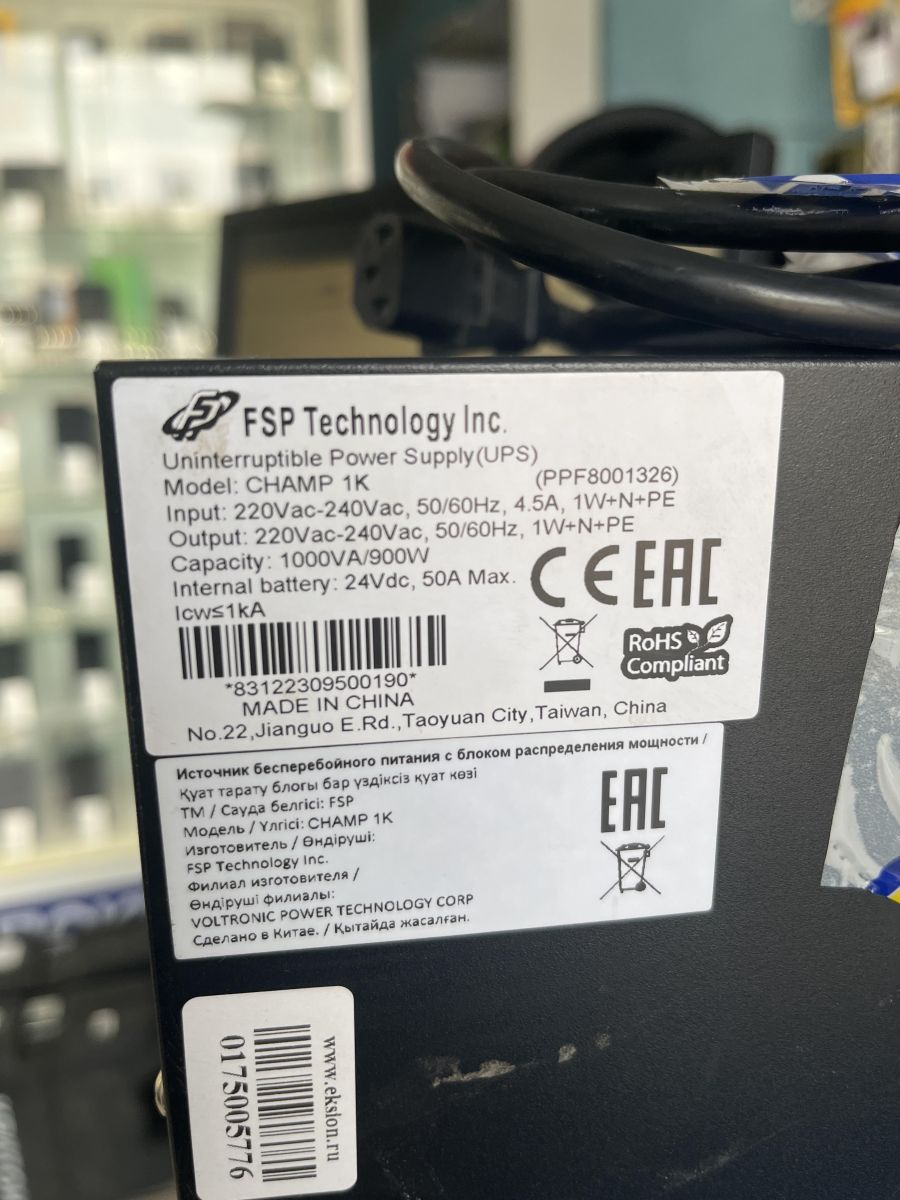 FSP Technology Inc.
Uninterruptible Power Supply(UPS)
Model: CHAMP 1K (PPF8001326)
Input: 220Vac-240Vac, 50/60Hz, 4.5A, 1W+N+PE
Output: 220Vac-240Vac, 50/60Hz, 1W+N+PE
Capacity: 1000VA/900W
Internal battery: 24Vdc, 50A Max.
Icw≤1kA
CE EAC
RoHS
Compliant
*83122309500190*
MADE IN CHINA
No.22,Jianguo E.Rd.,Taoyuan City,Taiwan, China
Источник бесперебойного питания с блоком распределения мощности /
Қуат тарату блогы бар үздіксіз қуат көзі
ТМ / Сауда белгісі: FSP
Модель / Үлгісі: CHAMP 1K
Изготовитель / Өндіруші:
FSP Technology Inc.
Филиал изготовителя /
Өндіруші филиалы:
VOLTRONIC POWER TECHNOLOGY CORP
Сделано в Китае. / Қытайда жасалған.
EAC
www.ekslon.ru
0175005776